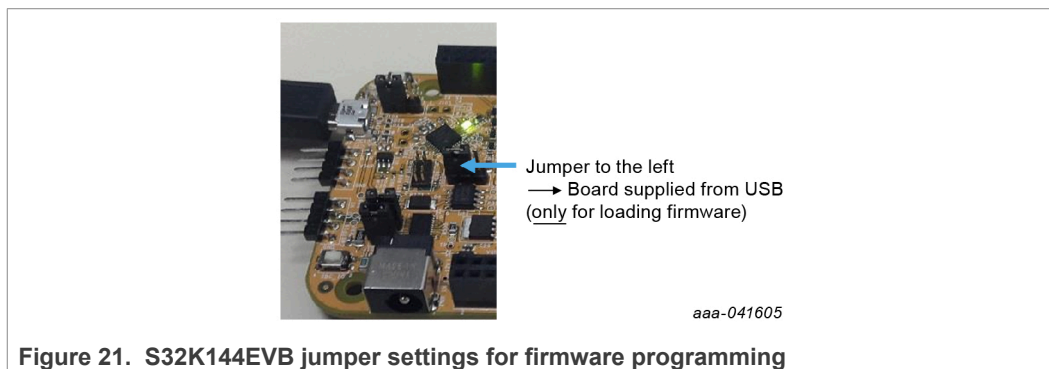 Jumper to the left
→ Board supplied from USB
(only for loading firmware)
aaa-041605
Figure 21. S32K144EVB jumper settings for firmware programming